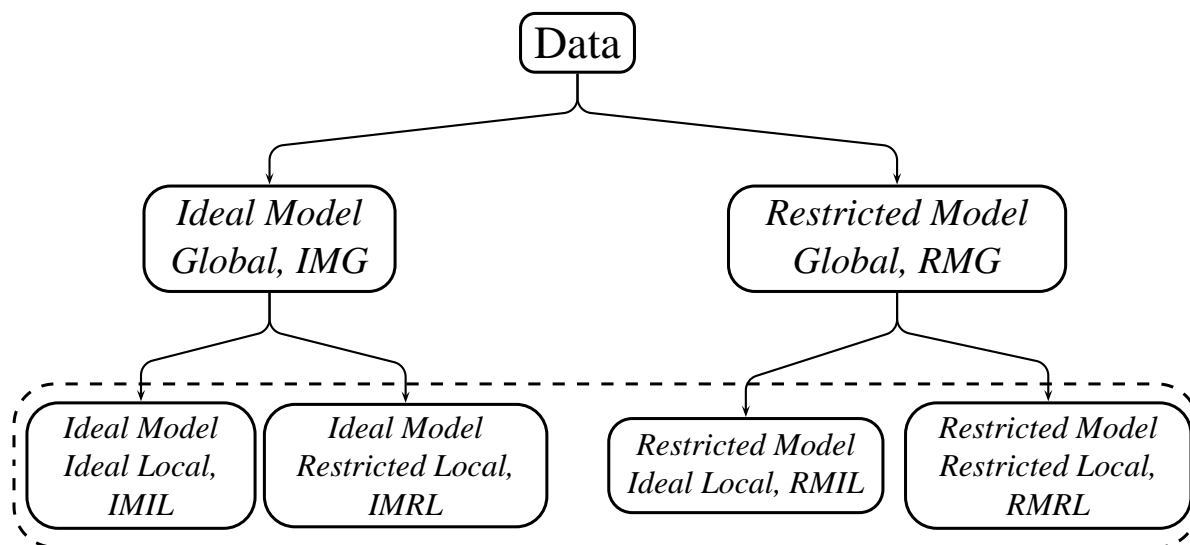 Data
Ideal Model
Global, IMG
Restricted Model
Global, RMG
Ideal Model
Ideal Local,
IMIL
Ideal Model
Restricted Local,
IMRL
Restricted Model
Ideal Local, RMIL
Restricted Model
Restricted Local,
RMRL